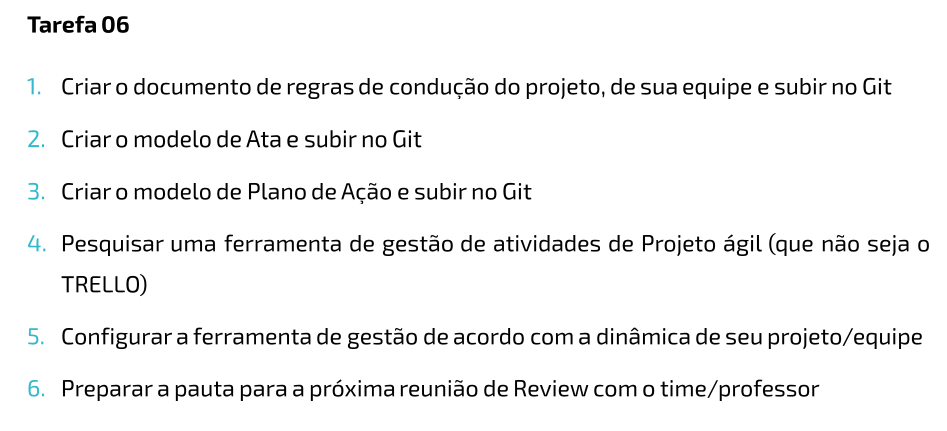 Tarefa 06
1. Criar o documento de regras de condução do projeto, de sua equipe e subir no Git
2. Criar o modelo de Ata e subir no Git
3. Criar o modelo de Plano de Ação e subir no Git
4. Pesquisar uma ferramenta de gestão de atividades de Projeto ágil (que não seja o
TRELLO)
5. Configurar a ferramenta de gestão de acordo com a dinâmica de seu projeto/equipe
6. Preparar a pauta para a próxima reunião de Review com o time/professor